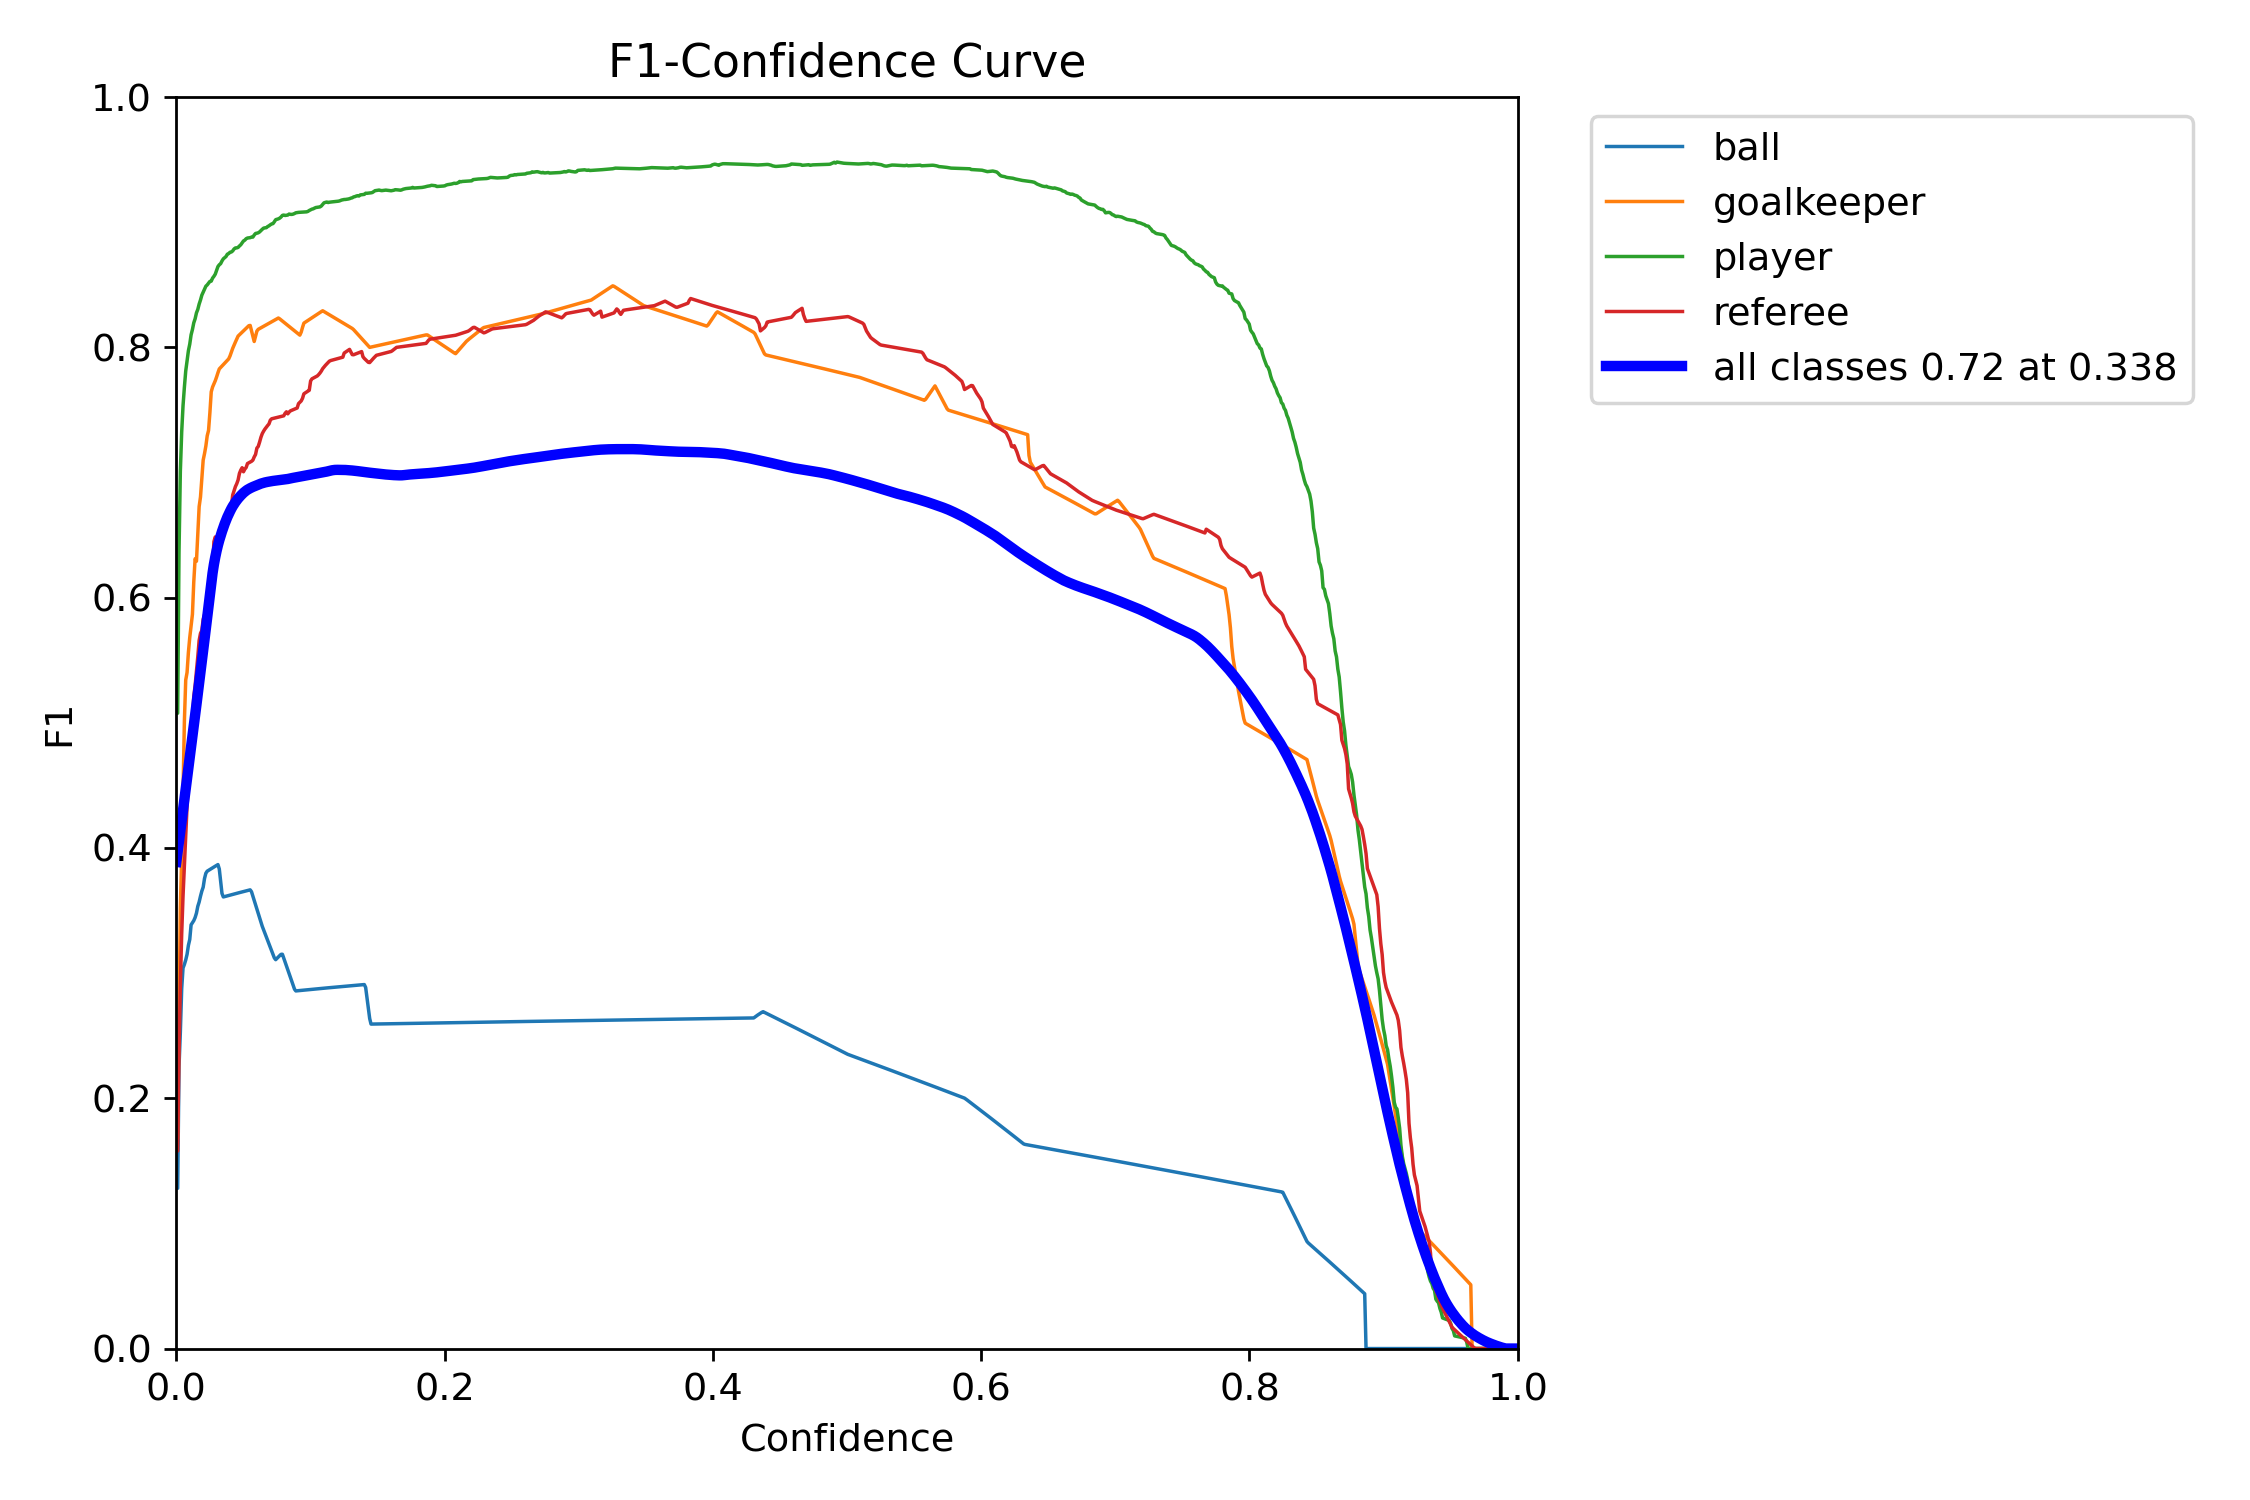 F1-Confidence Curve
1.0
0.8
0.6
0.4
0.2
0.0
F1
0.0 0.2 0.4 0.6 0.8 1.0
Confidence
ball
goalkeeper
player
referee
all classes 0.72 at 0.338